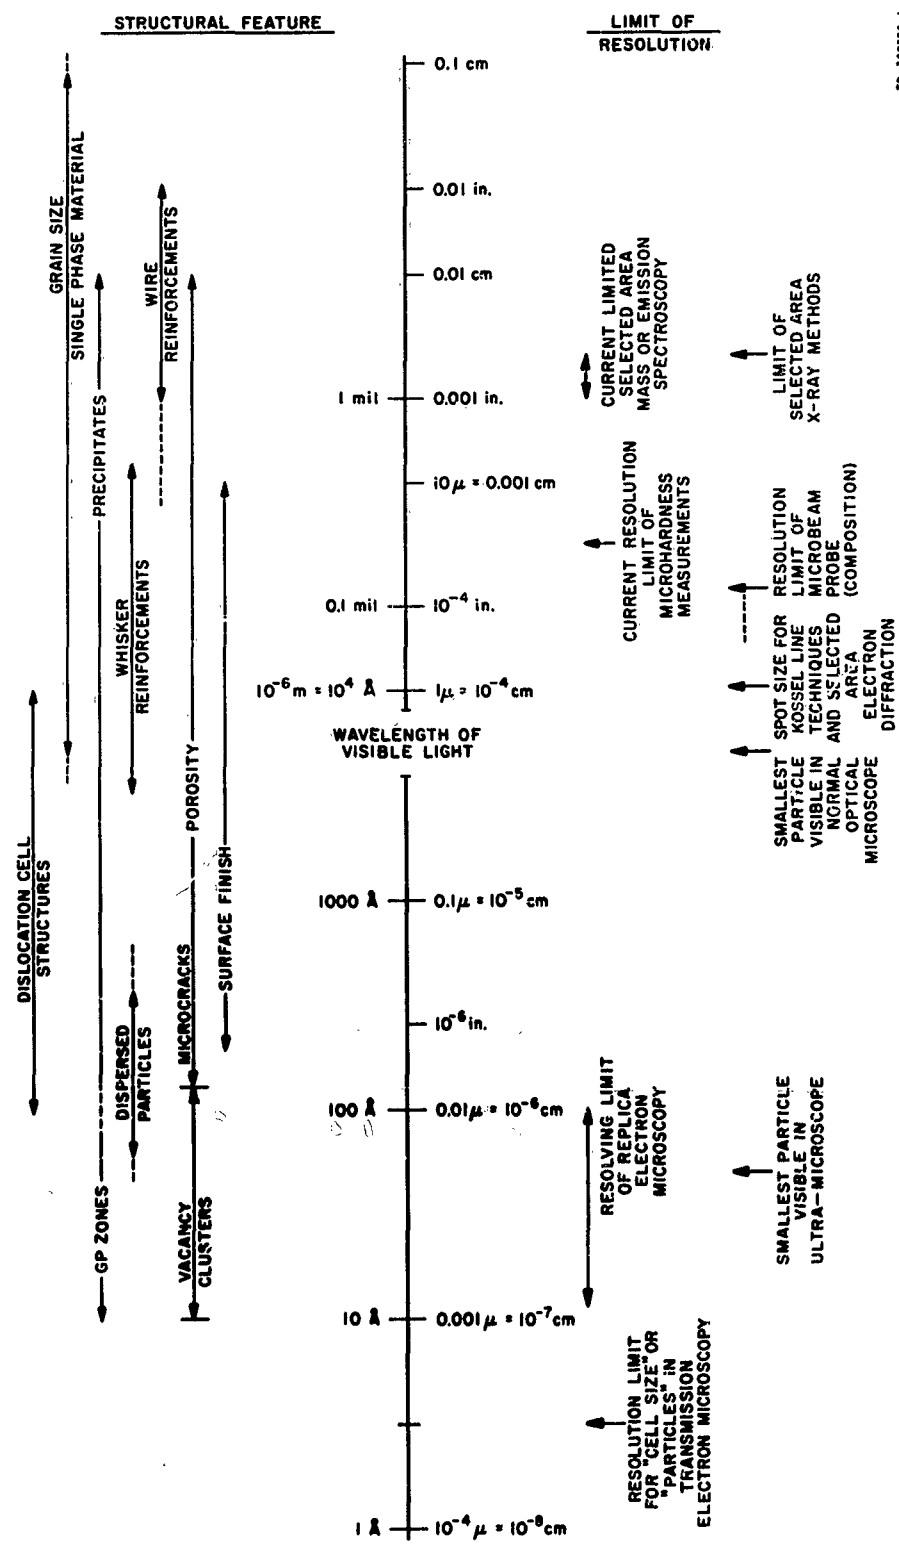 STRUCTURAL FEATURE
LIMIT OF
RESOLUTION
GRAIN SIZE
SINGLE PHASE MATERIAL
PRECIPITATES
GP ZONES
WIRE
REINFORCEMENTS
WHISKER
REINFORCEMENTS
DISLOCATION CELL
STRUCTURES
DISPERSED
PARTICLES
POROSITY
MICROCRACKS
VACANCY
CLUSTERS
SURFACE FINISH
0.1 cm
0.01 in.
0.01 cm
1 mil 0.001 in.
10 μ = 0.001 cm
0.1 mil 10⁻⁴ in.
10⁻⁶ m = 10⁴ Å 1μ = 10⁻⁴ cm
WAVELENGTH OF
VISIBLE LIGHT
1000 Å 0.1μ = 10⁻⁵ cm
10⁻⁶ in.
100 Å 0.01μ = 10⁻⁶ cm
10 Å 0.001μ = 10⁻⁷ cm
1 Å 10⁻⁴ μ = 10⁻⁸ cm
CURRENT LIMITED
SELECTED AREA
MASS OR EMISSION
SPECTROSCOPY
LIMIT OF
SELECTED AREA
X-RAY METHODS
CURRENT RESOLUTION
LIMIT OF
MICROHARDNESS
MEASUREMENTS
RESOLUTION
LIMIT OF
MICROBEAM
PROBE
(COMPOSITION)
SPOT SIZE FOR
KOSSEL LINE
TECHNIQUES
AND SELECTED
AREA
ELECTRON
DIFFRACTION
SMALLEST
PARTICLE
VISIBLE IN
NORMAL
OPTICAL
MICROSCOPE
RESOLVING LIMIT
OF REPLICA
ELECTRON
MICROSCOPY
SMALLEST PARTICLE
VISIBLE IN
ULTRA-MICROSCOPE
RESOLUTION LIMIT
FOR "CELL SIZE" OR
"PARTICLES" IN
TRANSMISSION
ELECTRON MICROSCOPY